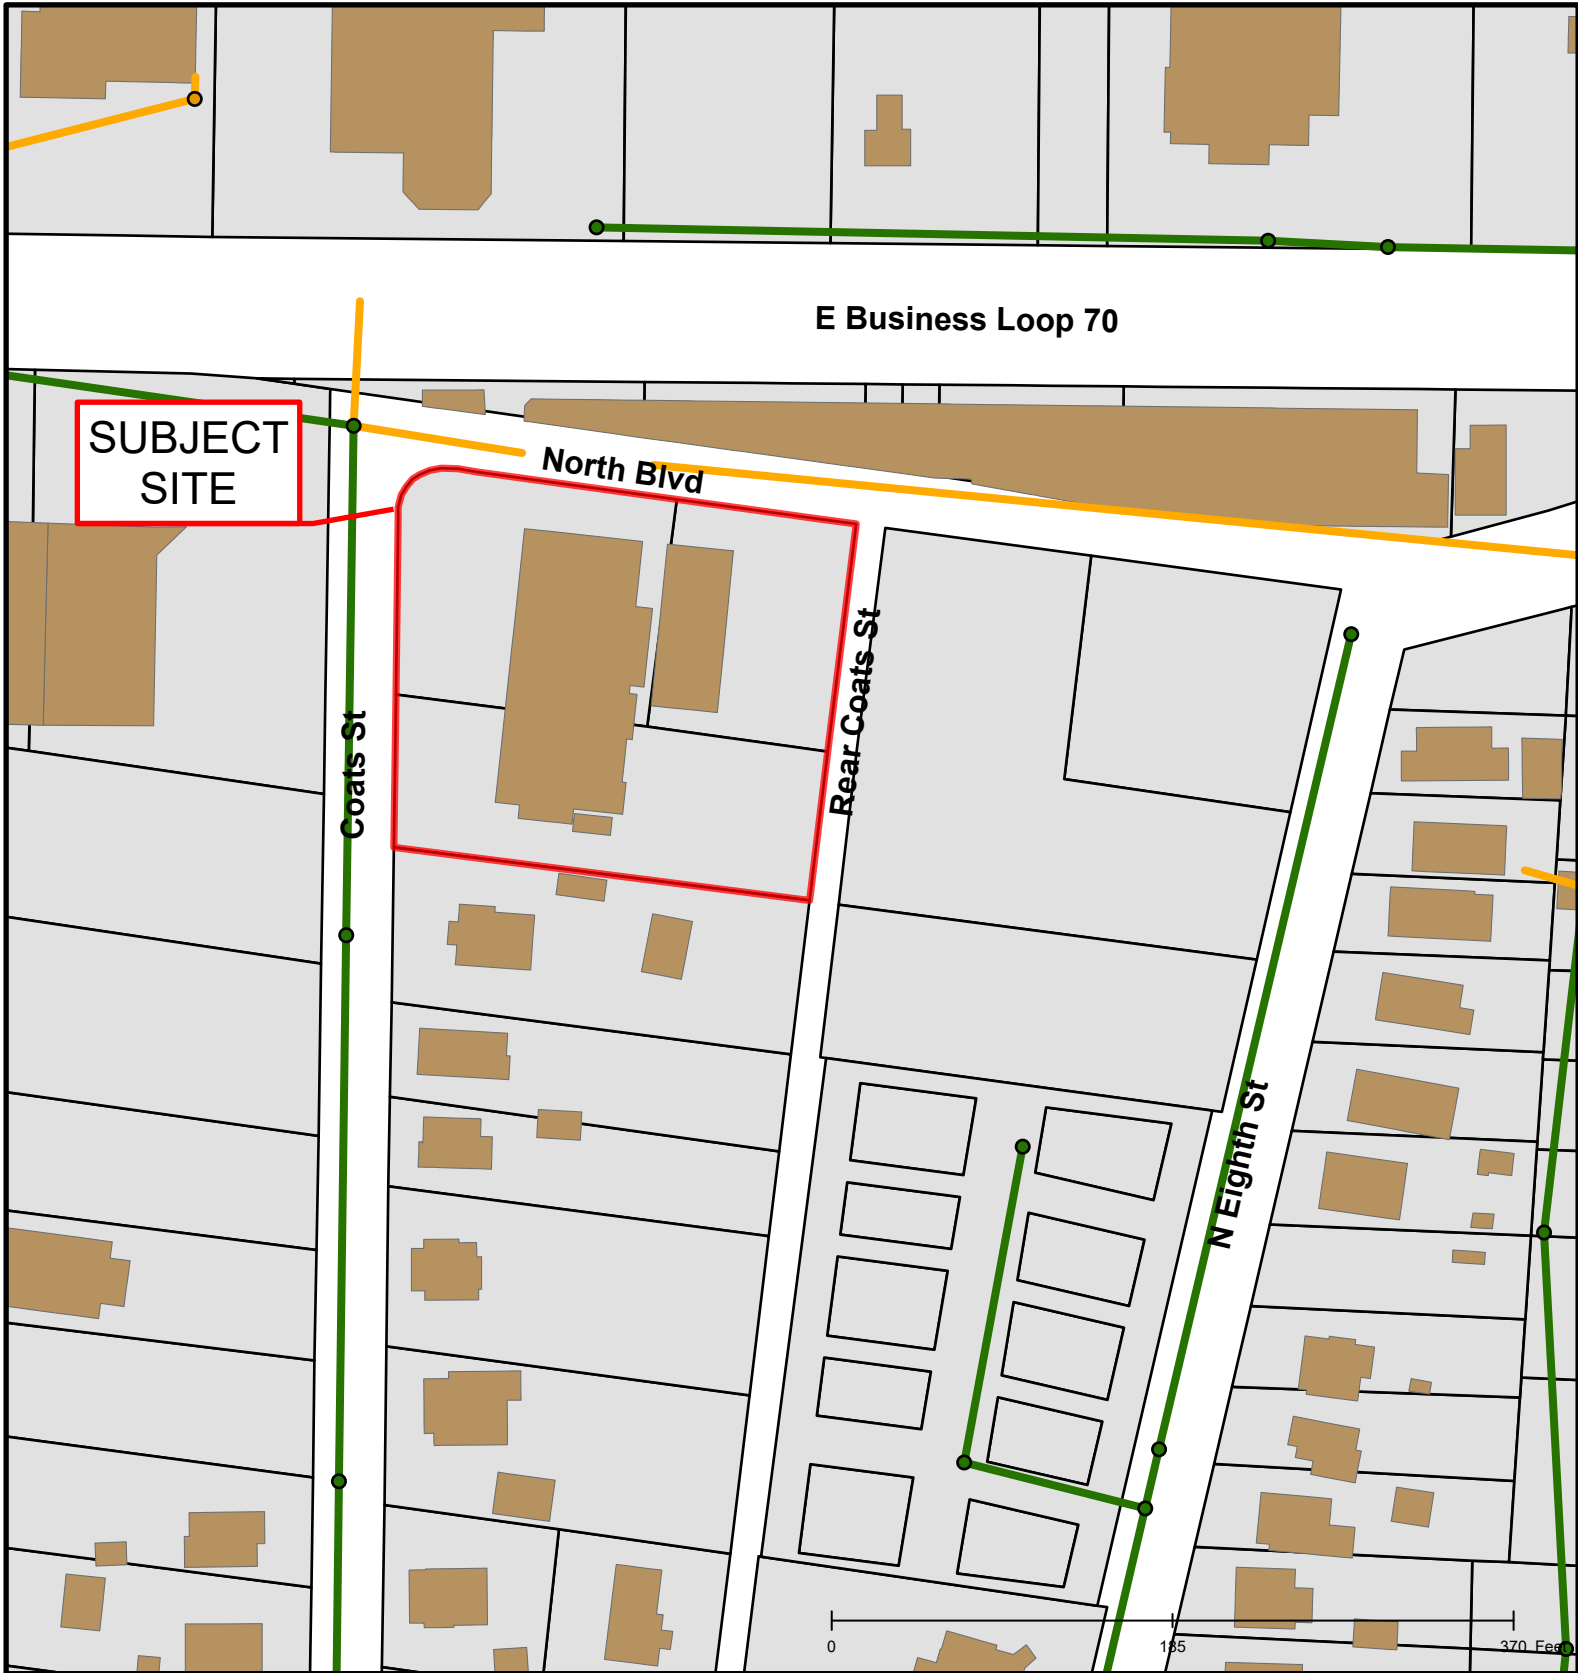 E Business Loop 70
SUBJECT
SITE
North Blvd
Rear Coats St
Coats St
N Eighth St
0 185 370 Feet